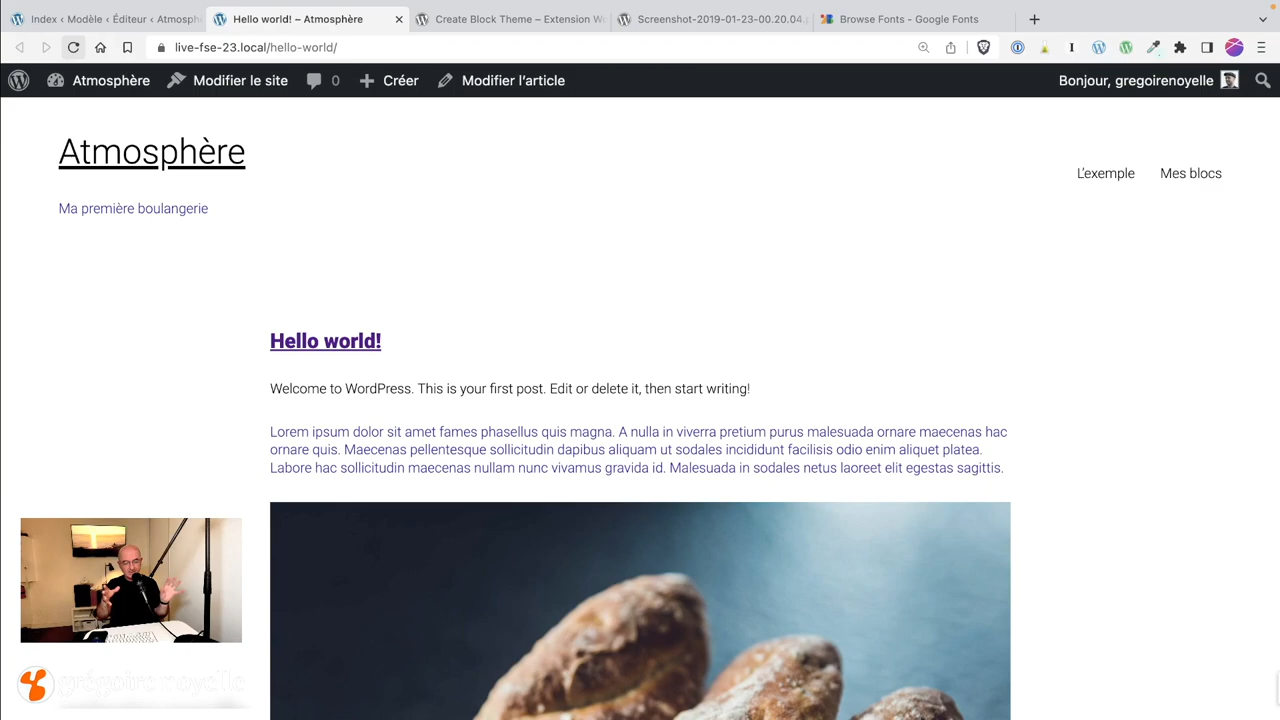 Index ‹ Modèle ‹ Éditeur ‹ Atmosph
Hello world! – Atmosphère
Create Block Theme – Extension Wo
Screenshot-2019-01-23-00.20.04.
Browse Fonts - Google Fonts
live-fse-23.local/hello-world/
Atmosphère
Modifier le site
0
Créer
Modifier l’article
Bonjour, gregoirenoyelle
Atmosphère
Ma première boulangerie
L’exemple
Mes blocs
Hello world!
Welcome to WordPress. This is your first post. Edit or delete it, then start writing!
Lorem ipsum dolor sit amet fames phasellus quis magna. A nulla in viverra pretium purus malesuada ornare maecenas hac
ornare quis. Maecenas pellentesque sollicitudin dapibus aliquam ut sodales incididunt facilisis odio enim aliquet platea.
Labore hac sollicitudin maecenas nullam nunc vivamus gravida id. Malesuada in sodales netus laoreet elit egestas sagittis.
grégoire noyelle